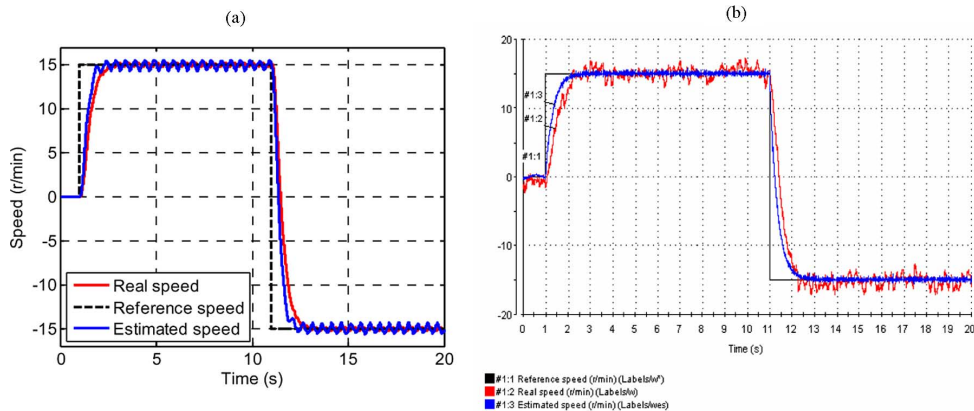 (a)
15
10
5
0
-5
-10
-15
Speed (r/min)
Real speed
Reference speed
Estimated speed
0 5 10 15 20
Time (s)
(b)
20
10
0
-10
-20
#1:3
#1:2
#1:1
0 1 2 3 4 5 6 7 8 9 10 11 12 13 14 15 16 17 18 19 20
Time (s)
#1:1 Reference speed (r/min) (Labels/w*)
#1:2 Real speed (r/min) (Labels/w)
#1:3 Estimated speed (r/min) (Labels/wes)